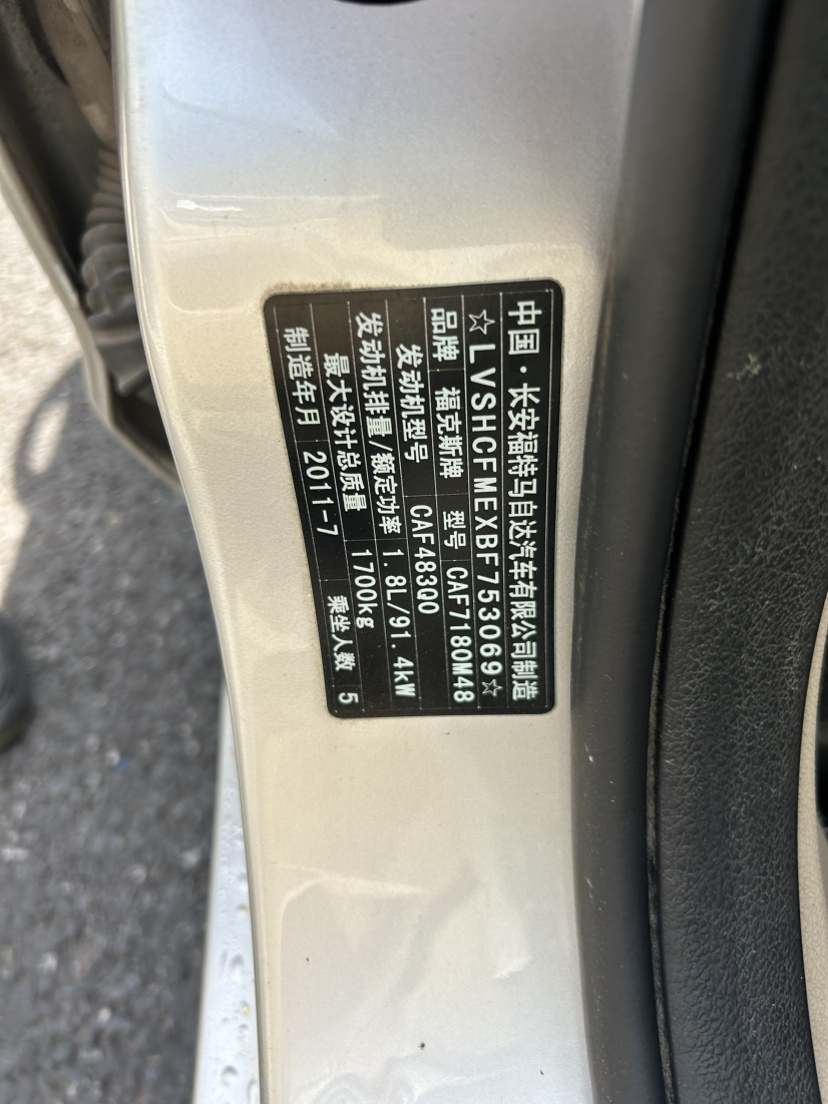 中国·长安福特马自达汽车有限公司制造
☆LVSHCFMEXBF753069☆
品牌 福克斯牌 型号 CAF7180M48
发动机型号 CAF483Q0
发动机排量/额定功率 1.8L/91.4kW
最大设计总质量 1700kg
制造年月 2011-7 乘坐人数 5